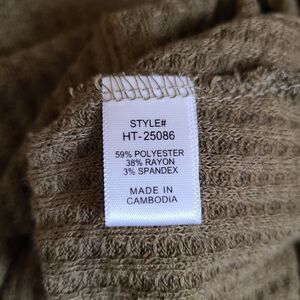 STYLE#
HT-25086
59% POLYESTER
38% RAYON
3% SPANDEX
MADE IN
CAMBODIA